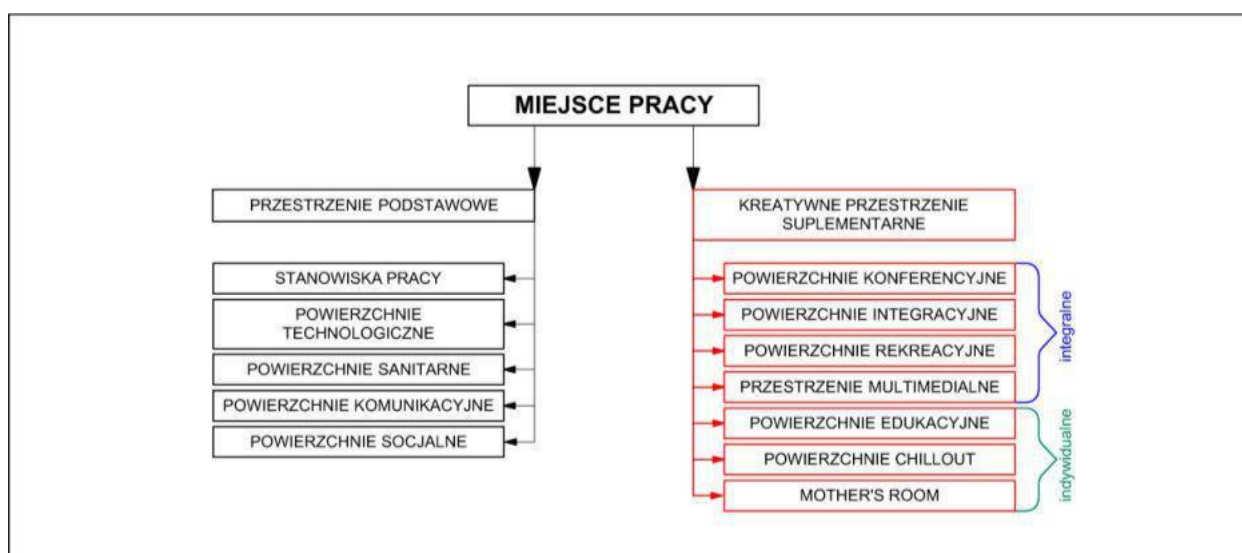 MIEJSCE PRACY
PRZESTRZENIE PODSTAWOWE
STANOWISKA PRACY
POWIERZCHNIE
TECHNOLOGICZNE
POWIERZCHNIE SANITARNE
POWIERZCHNIE KOMUNIKACYJNE
POWIERZCHNIE SOCJALNE
KREATYWNE PRZESTRZENIE
SUPLEMENTARNE
POWIERZCHNIE KONFERENCYJNE
POWIERZCHNIE INTEGRACYJNE
POWIERZCHNIE REKREACYJNE
PRZESTRZENIE MULTIMEDIALNE
integralne
POWIERZCHNIE EDUKACYJNE
POWIERZCHNIE CHILLOUT
MOTHER'S ROOM
indywidualne